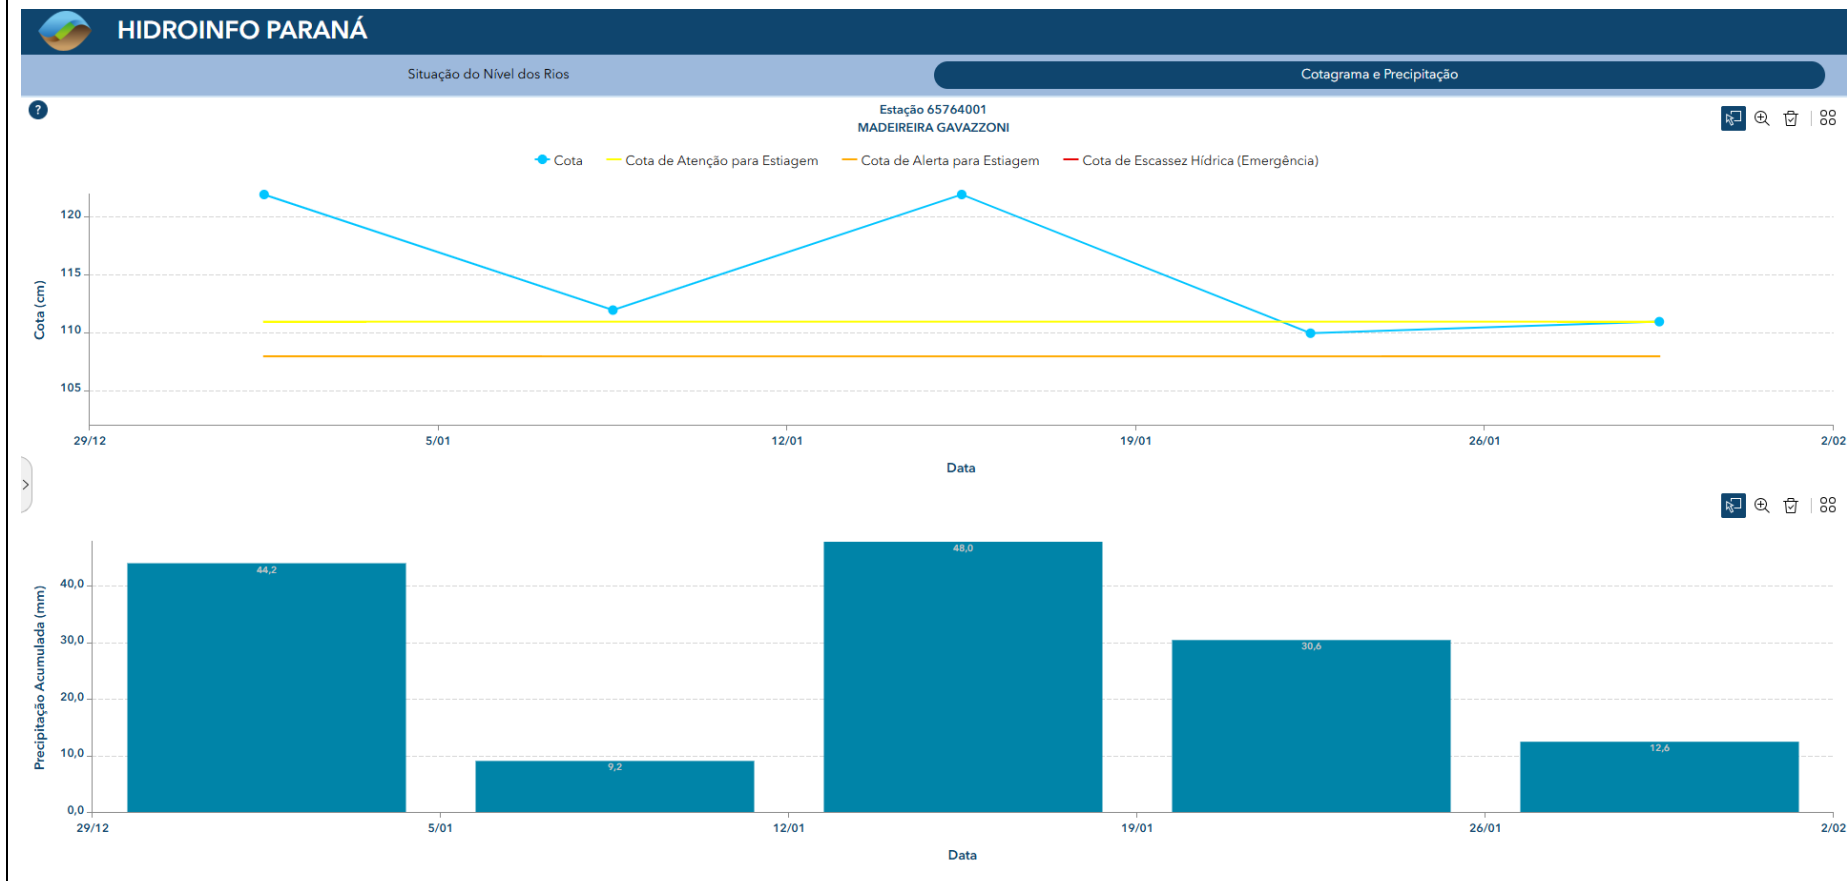 HIDROINFO PARANÁ
Situação do Nível dos Rios
Cotagrama e Precipitação
?
Estação 65764001
MADEIREIRA GAVAZZONI
Cota
Cota de Atenção para Estiagem
Cota de Alerta para Estiagem
Cota de Escassez Hídrica (Emergência)
Cota (cm)
120
115
110
105
29/12
5/01
12/01
19/01
26/01
2/02
Data
Precipitação Acumulada (mm)
40,0
30,0
20,0
10,0
0,0
44,2
9,2
48,0
30,6
12,6
29/12
5/01
12/01
19/01
26/01
2/02
Data